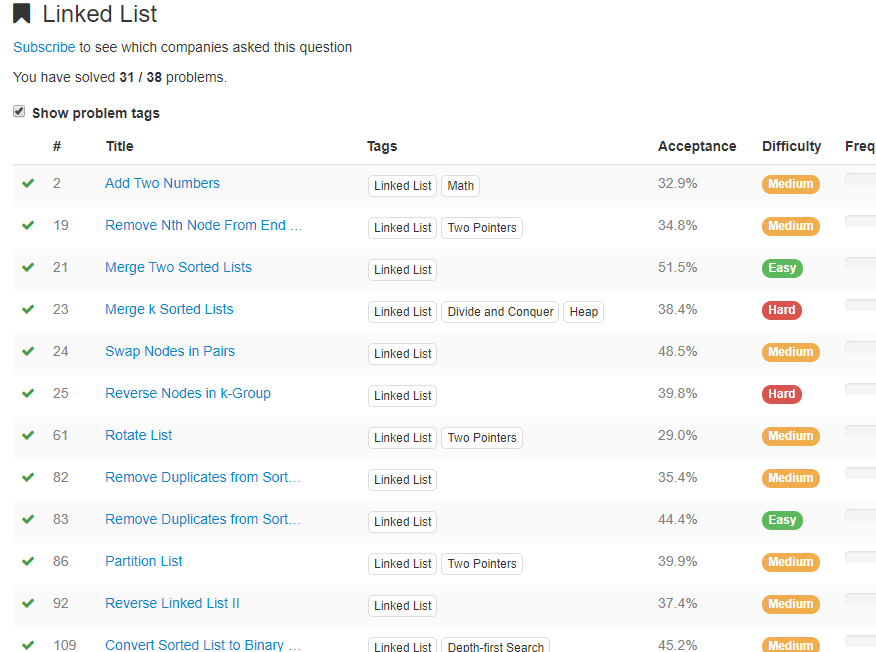 Linked List
Subscribe to see which companies asked this question
You have solved 31 / 38 problems.
Show problem tags
# Title Tags Acceptance Difficulty Freq
2 Add Two Numbers Linked List Math 32.9% Medium
19 Remove Nth Node From End ... Linked List Two Pointers 34.8% Medium
21 Merge Two Sorted Lists Linked List 51.5% Easy
23 Merge k Sorted Lists Linked List Divide and Conquer Heap 38.4% Hard
24 Swap Nodes in Pairs Linked List 48.5% Medium
25 Reverse Nodes in k-Group Linked List 39.8% Hard
61 Rotate List Linked List Two Pointers 29.0% Medium
82 Remove Duplicates from Sort... Linked List 35.4% Medium
83 Remove Duplicates from Sort... Linked List 44.4% Easy
86 Partition List Linked List Two Pointers 39.9% Medium
92 Reverse Linked List II Linked List 37.4% Medium
109 Convert Sorted List to Binary ... Linked List Depth-first Search 45.2% Medium